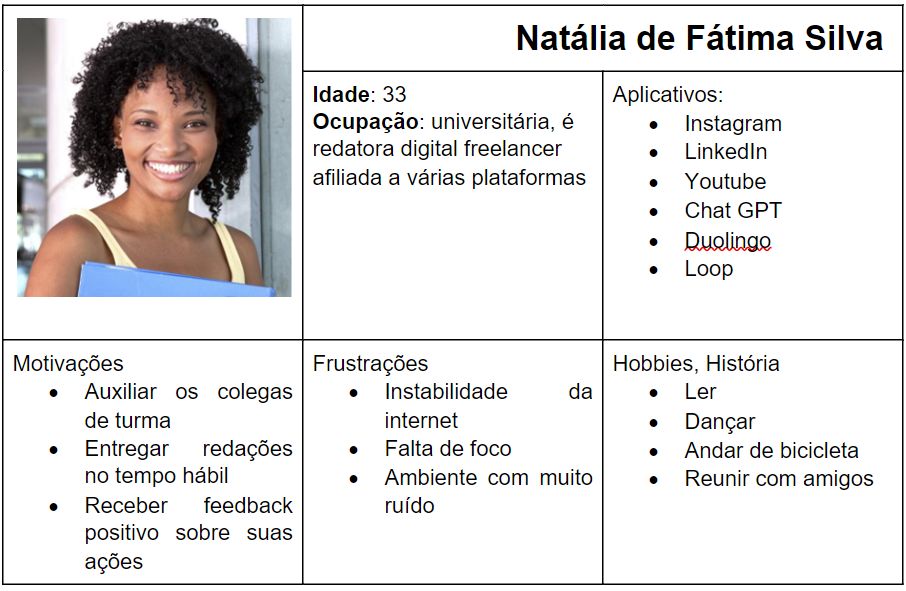 Natália de Fátima Silva
Idade: 33
Ocupação: universitária, é
redatora digital freelancer
afiliada a várias plataformas
Aplicativos:
• Instagram
• LinkedIn
• Youtube
• Chat GPT
• Duolingo
• Loop
Motivações
• Auxiliar os colegas
de turma
• Entregar redações
no tempo hábil
• Receber feedback
positivo sobre suas
ações
Frustrações
• Instabilidade da
internet
• Falta de foco
• Ambiente com muito
ruído
Hobbies, História
• Ler
• Dançar
• Andar de bicicleta
• Reunir com amigos